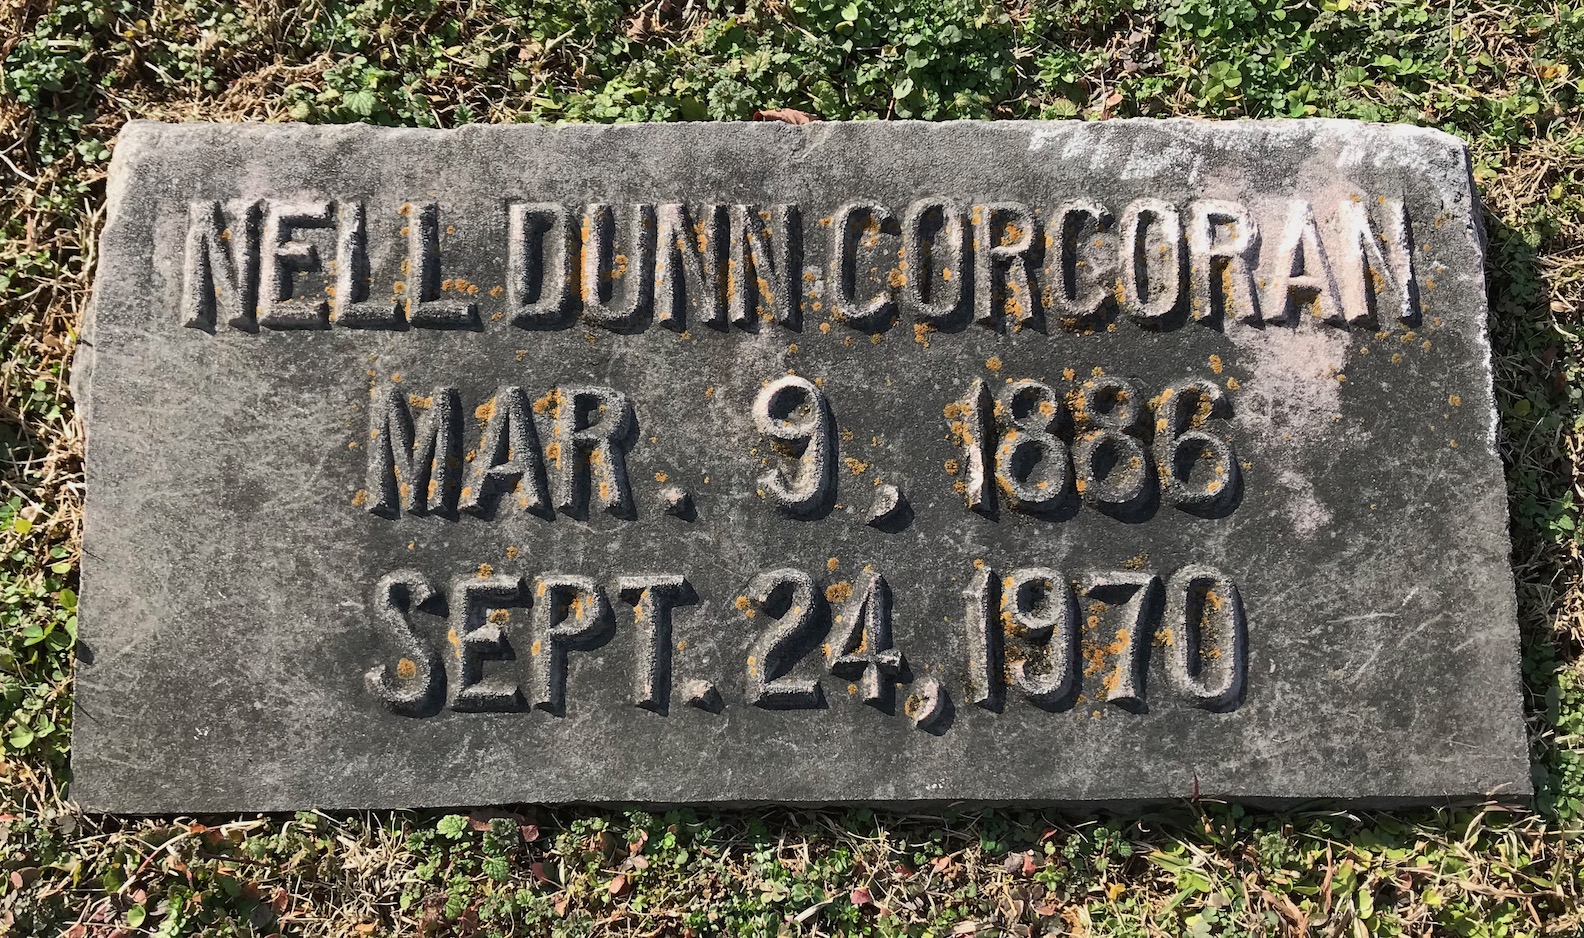 NELL DUNN CORCORAN
MAR. 9, 1886
SEPT. 24, 1970